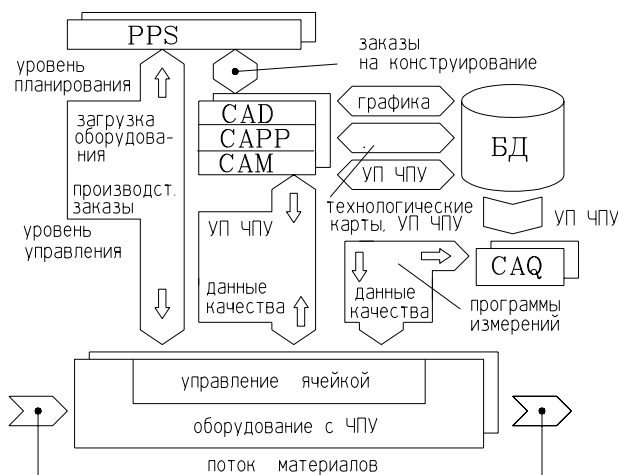 PPS
заказы
на конструирование
уровень
планирования
загрузка
оборудова-
ния
CAD
CAPP
CAM
графика
УП ЧПУ
БД
производст.
заказы
технологические
карты, УП ЧПУ
уровень
управления
УП ЧПУ
УП ЧПУ
CAQ
данные
качества
данные
качества
программы
измерений
управление ячейкой
оборудование с ЧПУ
поток материалов